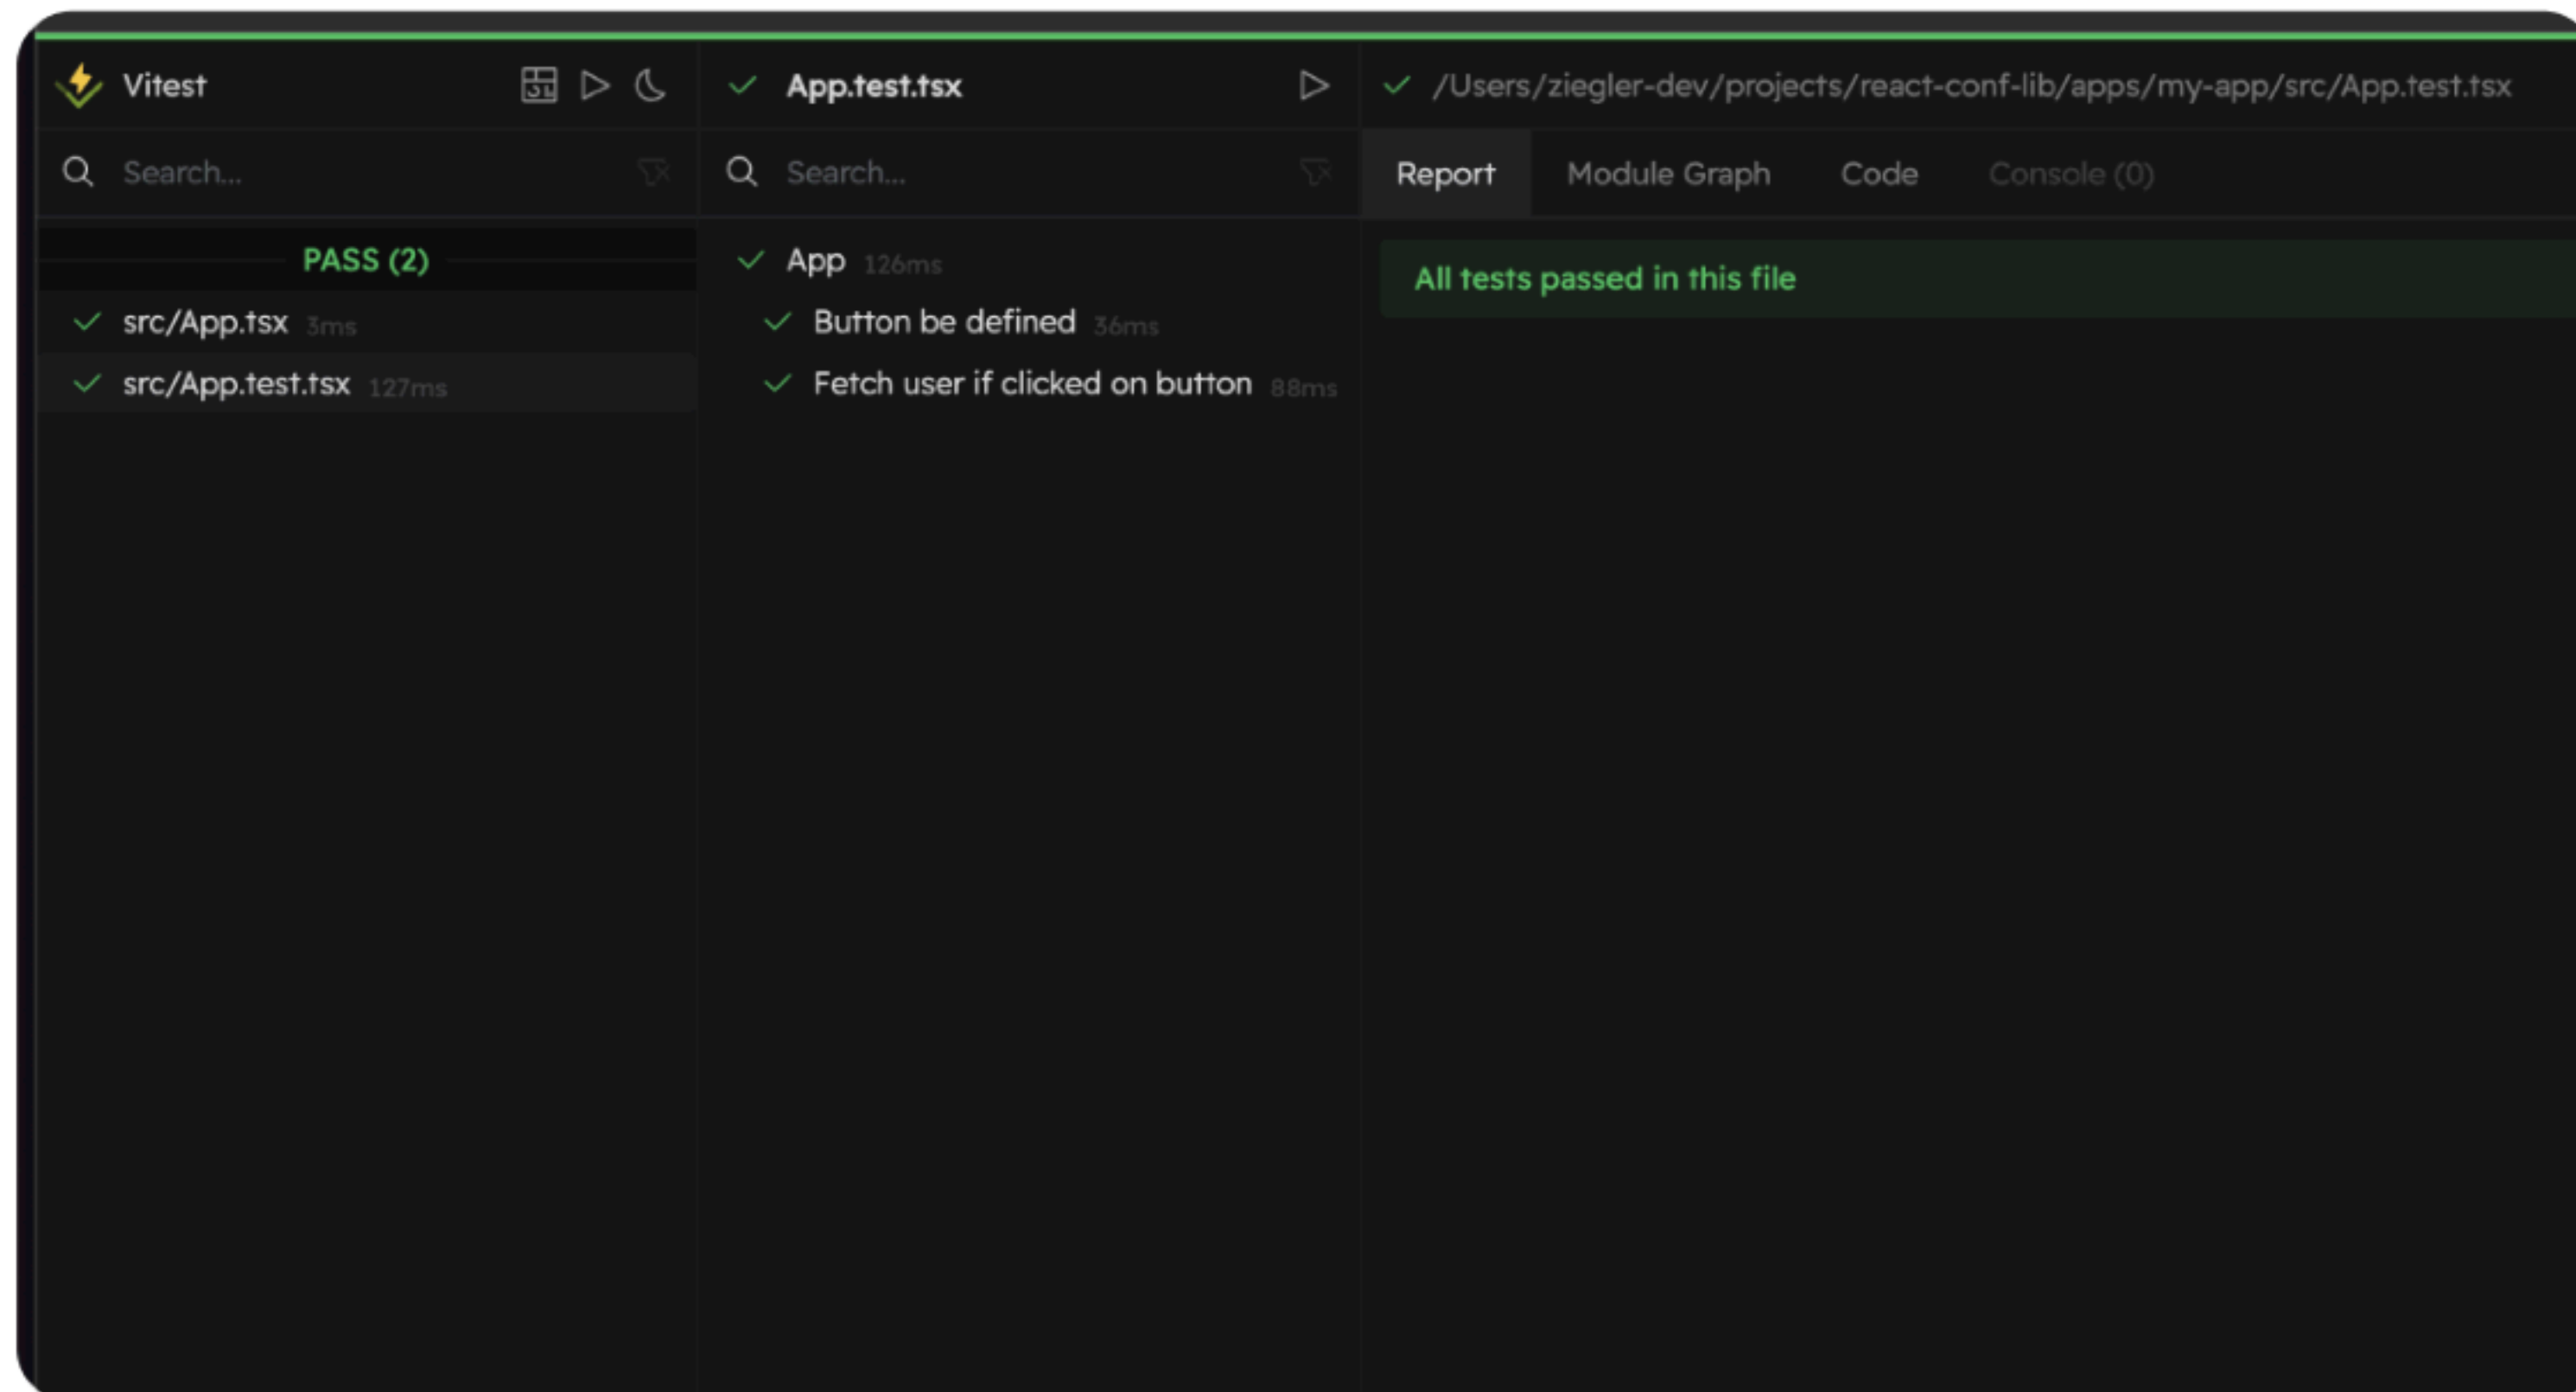 Vitest
Search...
PASS (2)
src/App.tsx 3ms
src/App.test.tsx 127ms
App.test.tsx
Search...
App 126ms
Button be defined 36ms
Fetch user if clicked on button 88ms
/Users/ziegler-dev/projects/react-conf-lib/apps/my-app/src/App.test.tsx
Report Module Graph Code Console (0)
All tests passed in this file